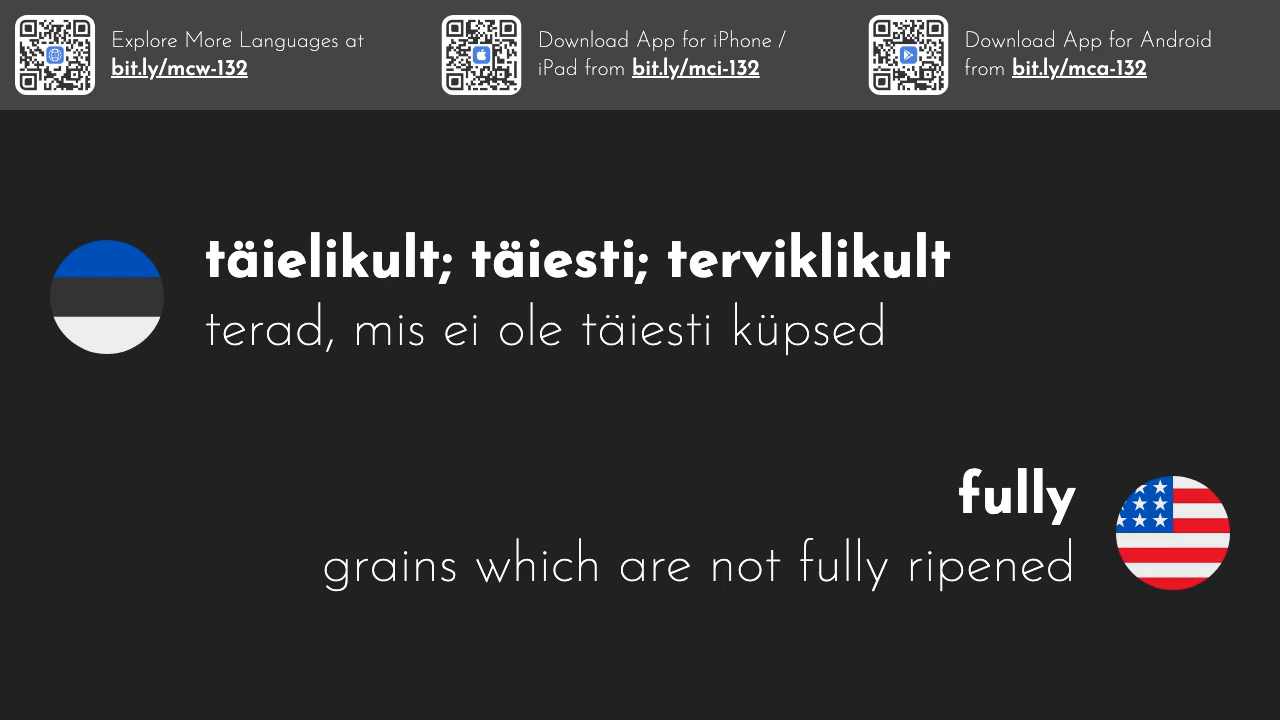 Explore More Languages at
bit.ly/mcw-132
Download App for iPhone /
iPad from bit.ly/mci-132
Download App for Android
from bit.ly/mca-132
täielikult; täiesti; terviklikult
terad, mis ei ole täiesti küpsed
fully
grains which are not fully ripened